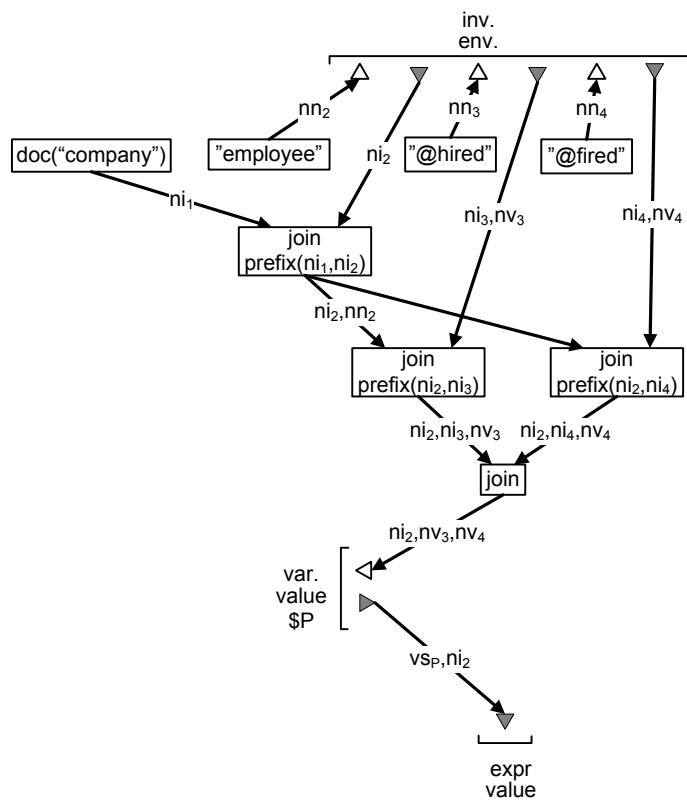 inv.
env.
nn₂
nn₃
nn₄
doc(“company”)
”employee”
”@hired”
”@fired”
ni₂
ni₁
ni₃,nv₃
ni₄,nv₄
join
prefix(ni₁,ni₂)
ni₂,nn₂
join
prefix(ni₂,ni₃)
join
prefix(ni₂,ni₄)
ni₂,ni₃,nv₃
ni₂,ni₄,nv₄
join
ni₂,nv₃,nv₄
var.
value
$P
vsₚ,ni₂
expr
value